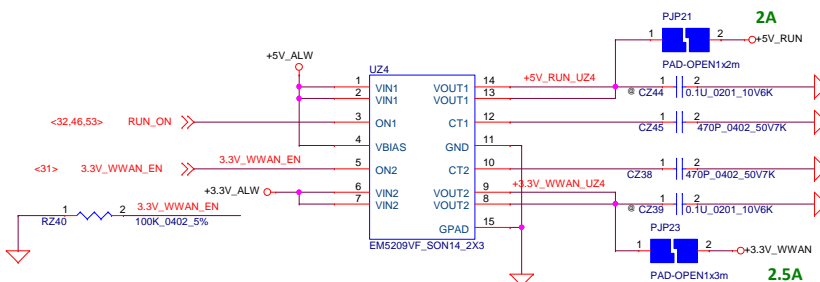 PJP21
2A
1 2
+5V_RUN
PAD-OPEN1x2m
+5V_ALW
UZ4
1 VIN1 VOUT1 14 +5V_RUN_UZ4
2 VIN1 VOUT1 13
@ CZ44 1 2 0.1U_0201_10V6K
<32,46,53> RUN_ON 3 ON1 CT1 12
CZ45 1 2 470P_0402_50V7K
4 VBIAS GND 11
<31> 3.3V_WWAN_EN 3.3V_WWAN_EN 5 ON2 CT2 10
CZ38 1 2 470P_0402_50V7K
+3.3V_ALW 6 VIN2 VOUT2 9 +3.3V_WWAN_UZ4
7 VIN2 VOUT2 8
@ CZ39 1 2 0.1U_0201_10V6K
1 2 3.3V_WWAN_EN
RZ40 100K_0402_5%
GPAD 15
EM5209VF_SON14_2X3
PJP23
1 2
+3.3V_WWAN
PAD-OPEN1x3m
2.5A